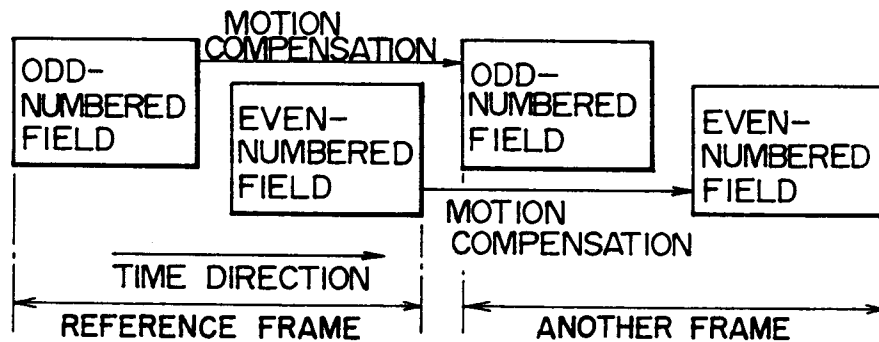 MOTION
COMPENSATION
ODD-
NUMBERED
FIELD
EVEN-
NUMBERED
FIELD
ODD-
NUMBERED
FIELD
EVEN-
NUMBERED
FIELD
MOTION
COMPENSATION
TIME DIRECTION
REFERENCE FRAME
ANOTHER FRAME